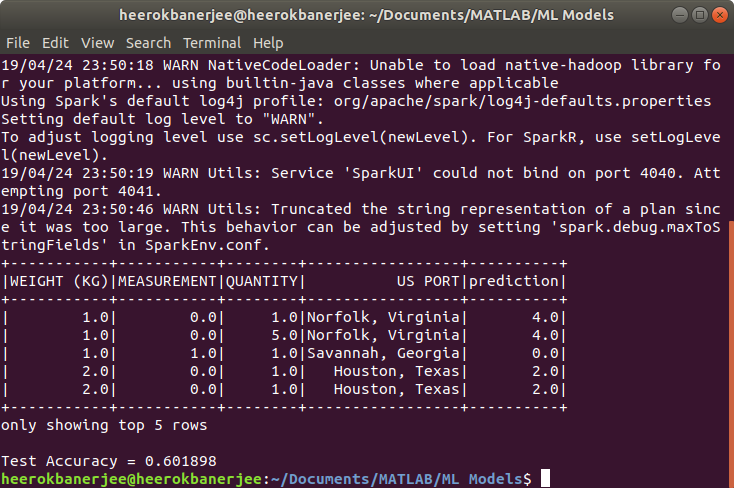 heerokbanerjee@heerokbanerjee: ~/Documents/MATLAB/ML Models
File Edit View Search Terminal Help
19/04/24 23:50:18 WARN NativeCodeLoader: Unable to load native-hadoop library fo
r your platform... using builtin-java classes where applicable
Using Spark's default log4j profile: org/apache/spark/log4j-defaults.properties
Setting default log level to "WARN".
To adjust logging level use sc.setLogLevel(newLevel). For SparkR, use setLogLeve
l(newLevel).
19/04/24 23:50:19 WARN Utils: Service 'SparkUI' could not bind on port 4040. Att
empting port 4041.
19/04/24 23:50:46 WARN Utils: Truncated the string representation of a plan sinc
e it was too large. This behavior can be adjusted by setting 'spark.debug.maxToS
tringFields' in SparkEnv.conf.
+-----------+-----------+--------+-----------------+----------+
|WEIGHT (KG)|MEASUREMENT|QUANTITY|          US PORT|prediction|
+-----------+-----------+--------+-----------------+----------+
|        1.0|        0.0|     1.0|Norfolk, Virginia|       4.0|
|        1.0|        0.0|     5.0|Norfolk, Virginia|       4.0|
|        1.0|        1.0|     1.0|Savannah, Georgia|       0.0|
|        2.0|        0.0|     1.0|   Houston, Texas|       2.0|
|        2.0|        0.0|     1.0|   Houston, Texas|       2.0|
+-----------+-----------+--------+-----------------+----------+
only showing top 5 rows
Test Accuracy = 0.601898
heerokbanerjee@heerokbanerjee:~/Documents/MATLAB/ML Models$